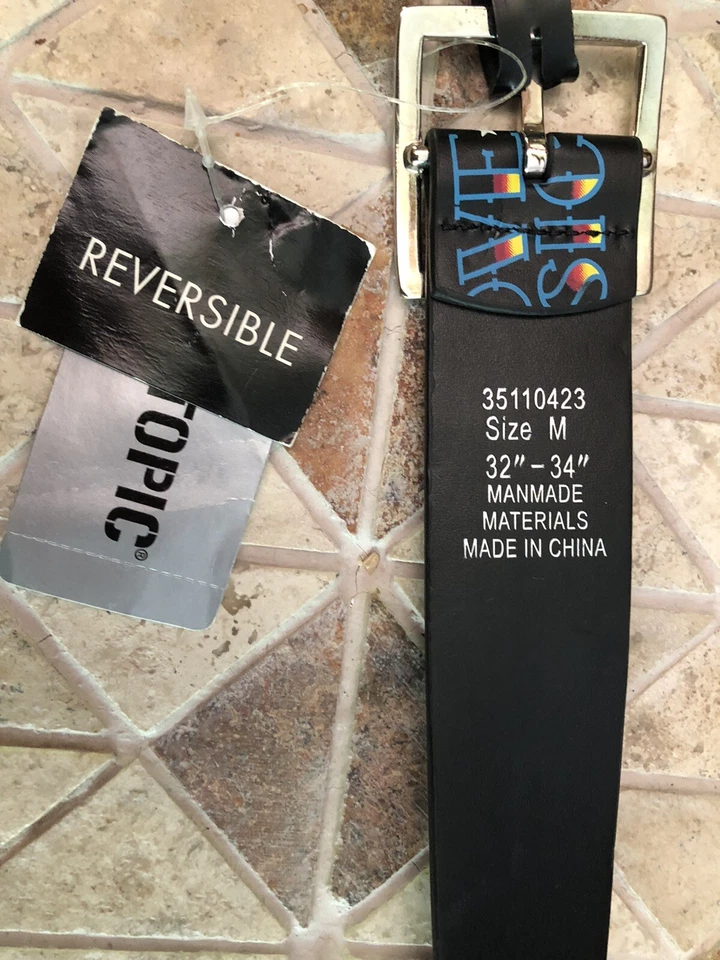 REVERSIBLE
TOPIC®
35110423
Size M
32" - 34"
MANMADE
MATERIALS
MADE IN CHINA